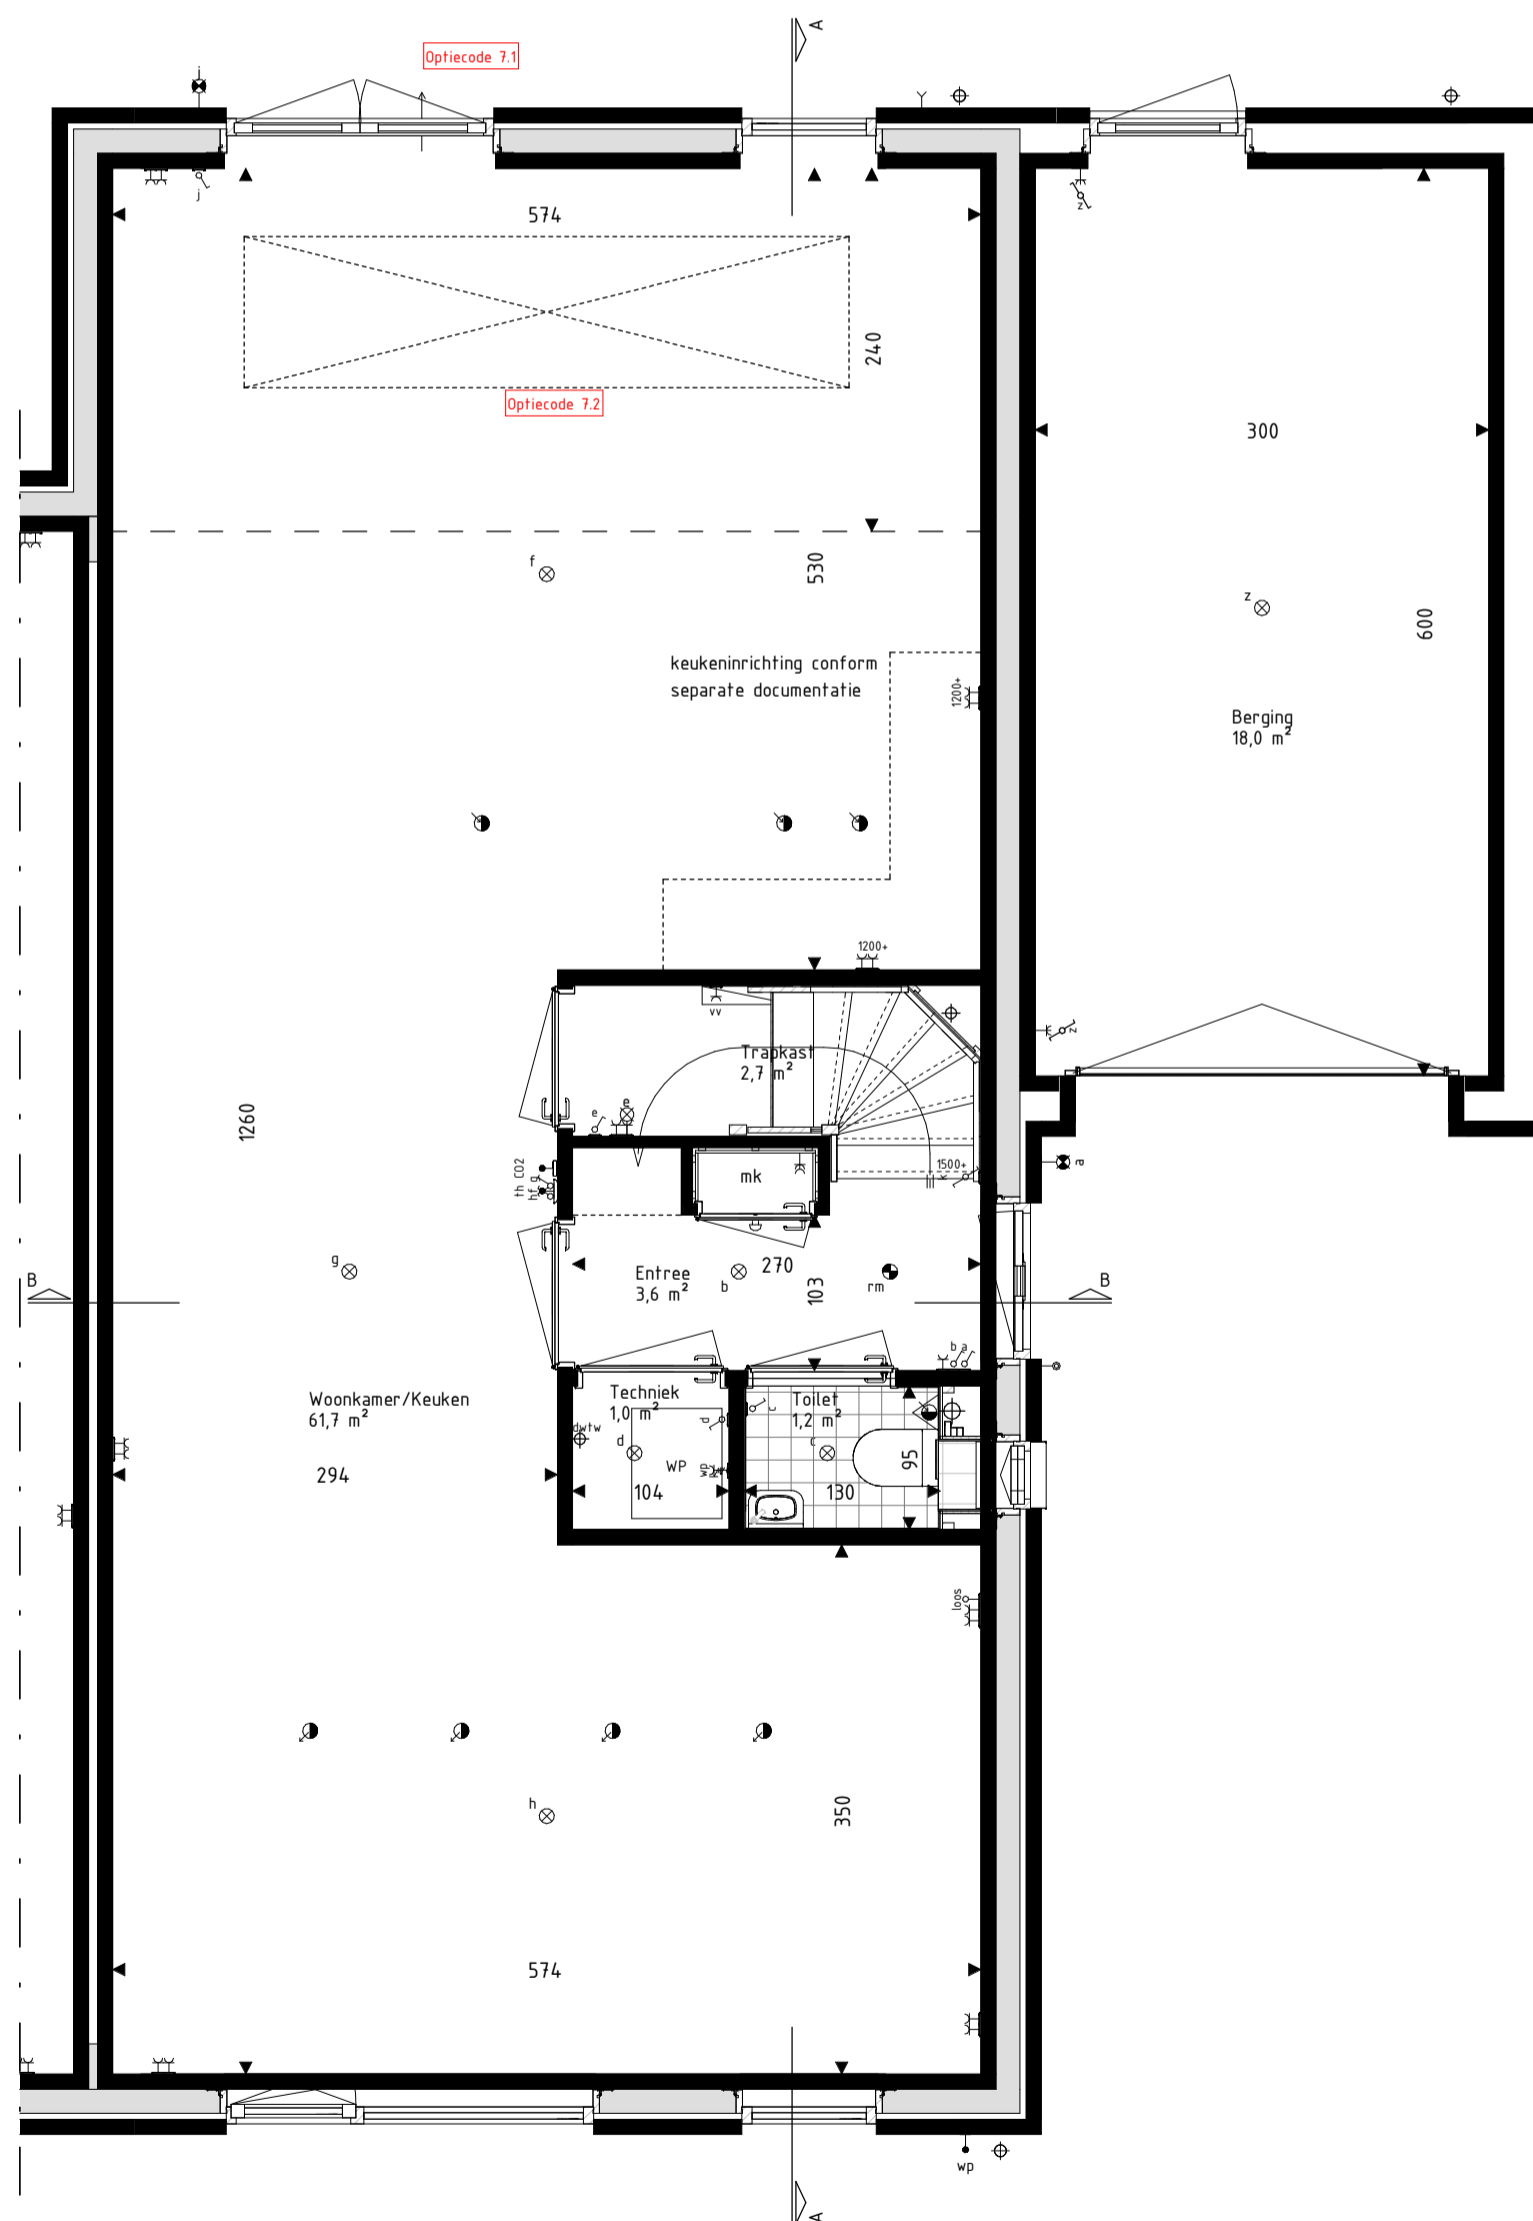 A
Optiecode 7.1
j
j
z
574
240
Optiecode 7.2
300
f
530
z
600
keukeninrichting conform
separate documentatie
1200+
Berging
18,0 m²
1200+
vv
z
Trapkast
2,7 m²
1260
e
e
th CO2
hf g
mk
1500+
k
a
g
Entree
3,6 m²
b
270
103
rm
B
B
b a
Woonkamer/Keuken
61,7 m²
Techniek
1,0 m²
Toilet
1,2 m²
dwtw
d
d
c
c
WP
wp
95
294
104
130
loos
h
350
574
wp
A